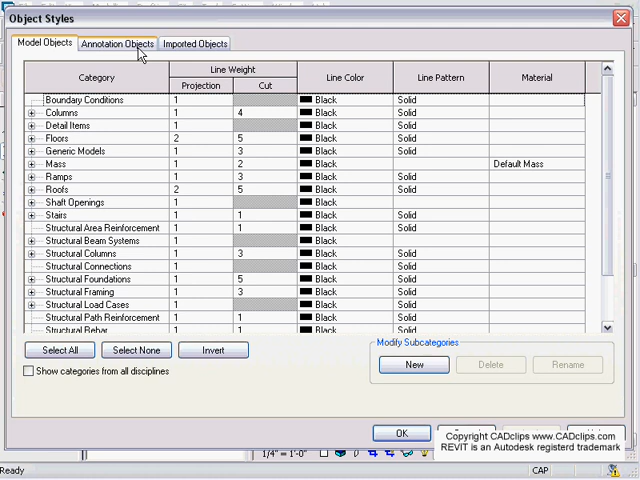 Object Styles
Model Objects Annotation Objects Imported Objects
Category Line Weight Line Color Line Pattern Material
Projection Cut
Boundary Conditions 1 Black Solid
Columns 1 4 Black Solid
Detail Items 1 Black Solid
Floors 2 5 Black Solid
Generic Models 1 3 Black Solid
Mass 1 2 Black Default Mass
Ramps 1 3 Black Solid
Roofs 2 5 Black Solid
Shaft Openings 1 Black
Stairs 1 1 Black Solid
Structural Area Reinforcement 1 1 Black Solid
Structural Beam Systems 1 Black
Structural Columns 1 3 Black Solid
Structural Connections 1 Black
Structural Foundations 1 5 Black Solid
Structural Framing 1 3 Black Solid
Structural Load Cases 1 Black
Structural Path Reinforcement 1 1 Black Solid
Structural Rebar 1 1 Black Solid
Select All Select None Invert
Show categories from all disciplines
Modify Subcategories
New Delete Rename
OK
Copyright CADclips www.CADclips.com
REVIT is an Autodesk registerd trademark
1/4" = 1'-0"
Ready CAP